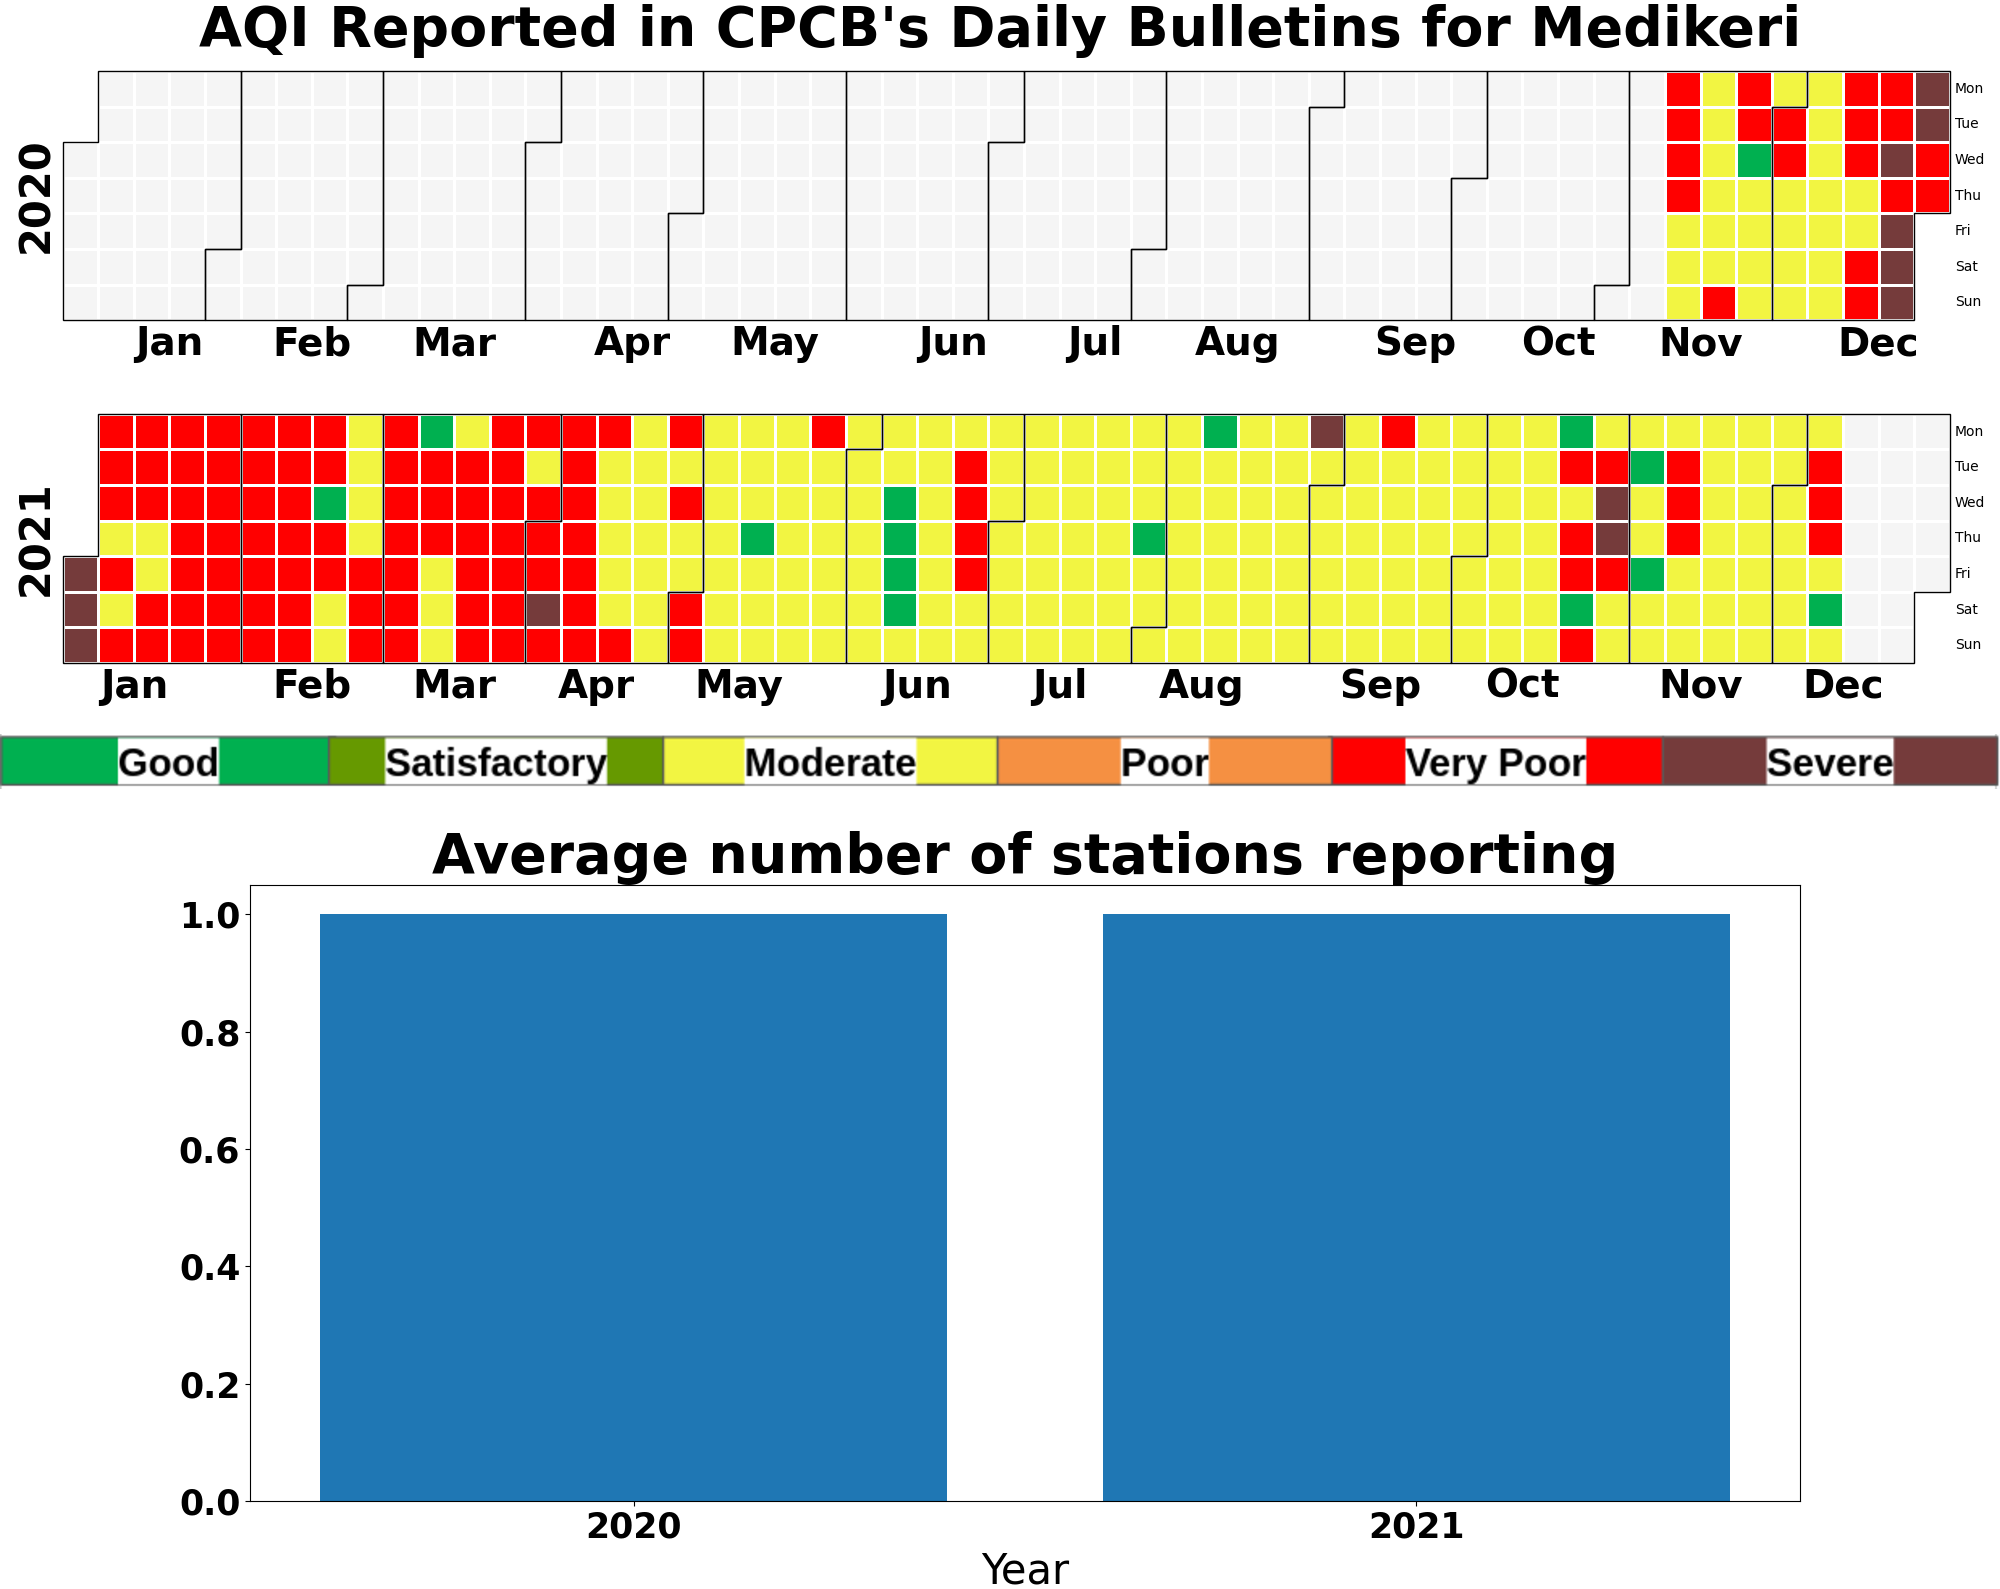 AQI Reported in CPCB's Daily Bulletins for Medikeri
2020
Mon
Tue
Wed
Thu
Fri
Sat
Sun
Jan Feb Mar Apr May Jun Jul Aug Sep Oct Nov Dec
2021
Mon
Tue
Wed
Thu
Fri
Sat
Sun
Jan Feb Mar Apr May Jun Jul Aug Sep Oct Nov Dec
Good Satisfactory Moderate Poor Very Poor Severe
Average number of stations reporting
1.0
0.8
0.6
0.4
0.2
0.0
2020 2021
Year